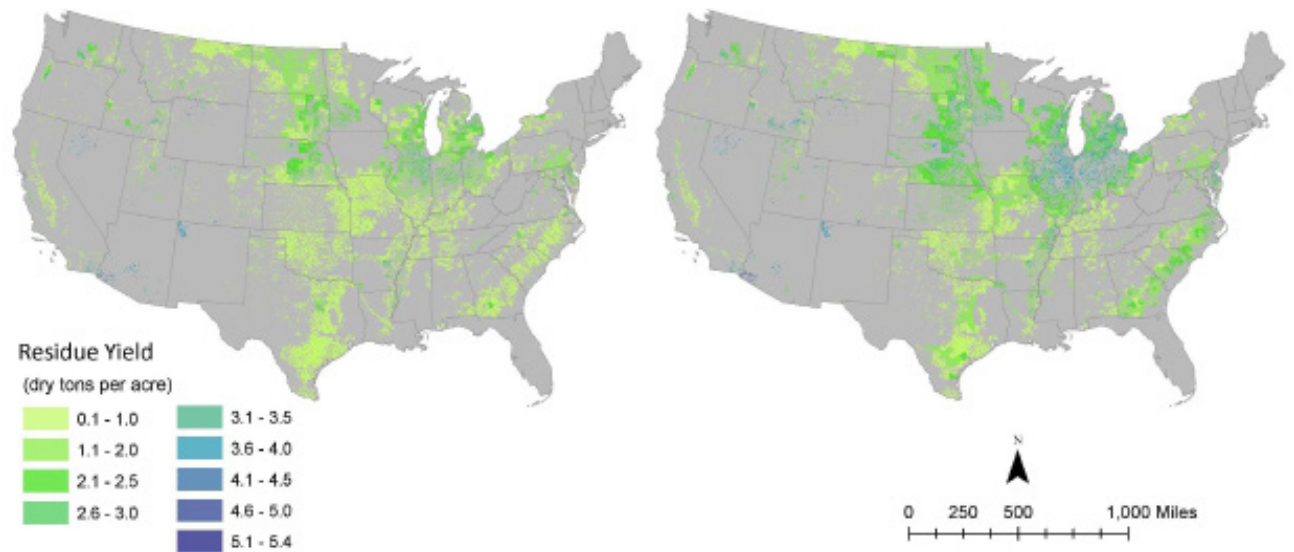 Residue Yield
(dry tons per acre)
0.1 - 1.0
1.1 - 2.0
2.1 - 2.5
2.6 - 3.0
3.1 - 3.5
3.6 - 4.0
4.1 - 4.5
4.6 - 5.0
5.1 - 5.4
N
0 250 500 1,000 Miles